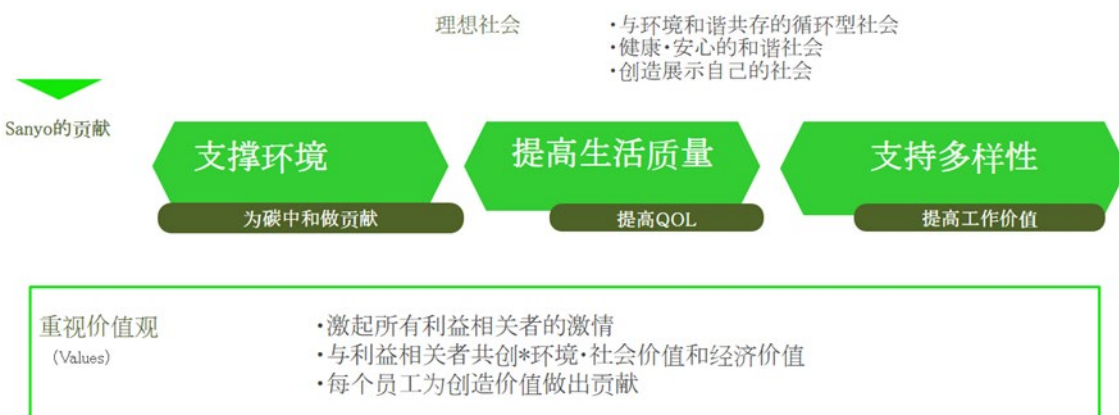 理想社会
·与环境和谐共存的循环型社会
·健康·安心的和谐社会
·创造展示自己的社会
Sanyo的贡献
支撑环境
提高生活质量
支持多样性
为碳中和做贡献
提高QOL
提高工作价值
重视价值观
(Values)
·激起所有利益相关者的激情
·与利益相关者共创*环境·社会价值和经济价值
·每个员工为创造价值做出贡献